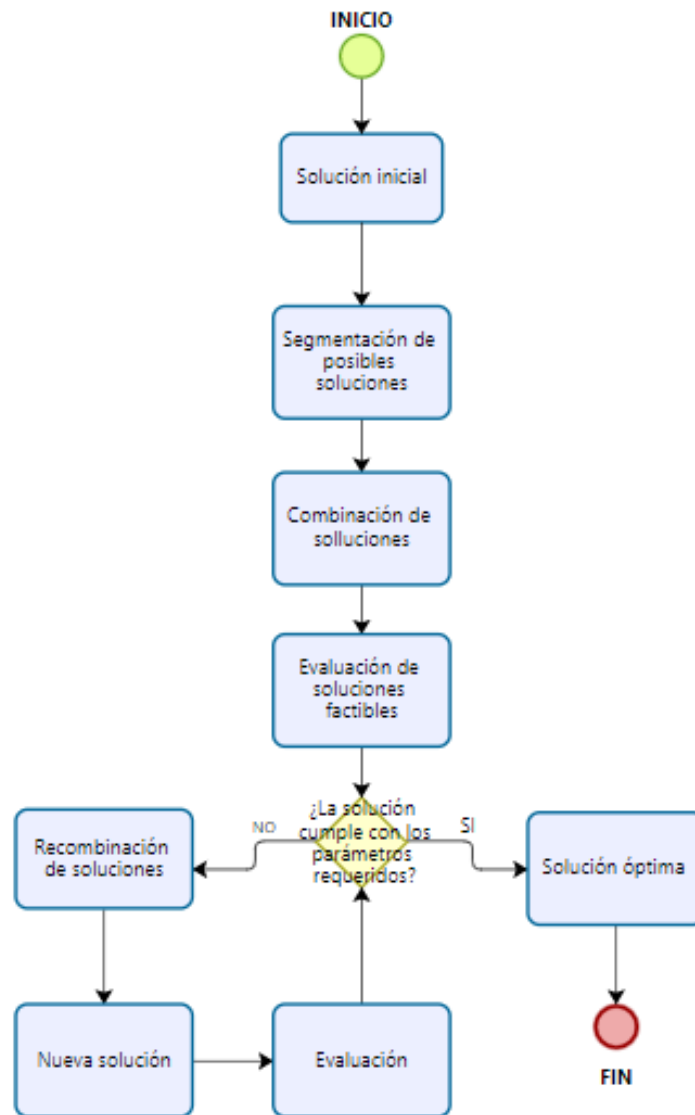 INICIO
Solución inicial
Segmentación de
posibles
soluciones
Combinación de
solluciones
Evaluación de
soluciones
factibles
¿La solución
cumple con los
parámetros
requeridos?
NO
SI
Recombinación
de soluciones
Solución óptima
Nueva solución
Evaluación
FIN